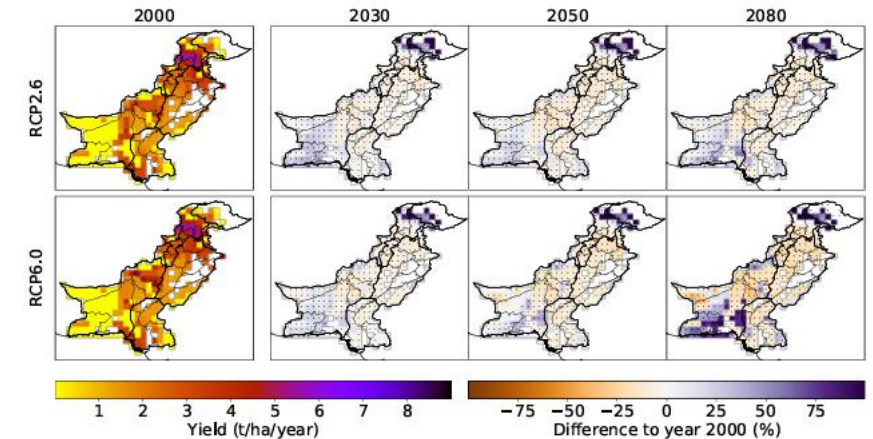 2000 2030 2050 2080
RCP2.6
RCP6.0
1 2 3 4 5 6 7 8 −75 −50 −25 0 25 50 75
Yield (t/ha/year) Difference to year 2000 (%)